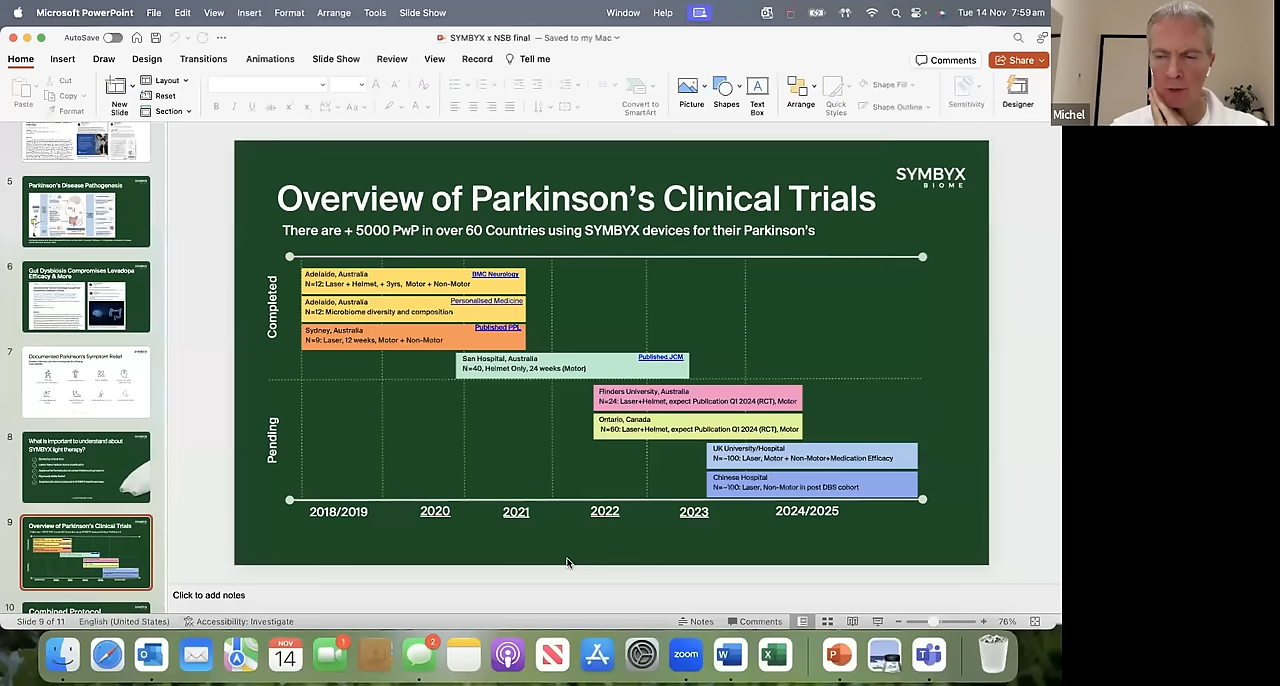 Microsoft PowerPoint File Edit View Insert Format Arrange Tools Slide Show Window Help Tue 14 Nov 7:59am
AutoSave SYMBYX x NSB final — Saved to my Mac
Home Insert Draw Design Transitions Animations Slide Show Review View Record Tell me Comments Share
Paste Cut Copy Format New Slide Layout Reset Section Convert to SmartArt Picture Shapes Text Box Arrange Quick Styles Shape Fill Shape Outline Sensitivity Designer
Michel
5
Parkinson's Disease Pathogenesis
6
Gut Dysbiosis Compromises Levadopa
Efficacy & More
7
Documented Parkinson's Symptom Relief
8
What is important to understand about
SYMBYX light therapy?
9
Overview of Parkinson's Clinical Trials
10
Combined Protocol
SYMBYX
BIOME
Overview of Parkinson's Clinical Trials
There are + 5000 PwP in over 60 Countries using SYMBYX devices for their Parkinson's
Completed
Adelaide, Australia BMC Neurology
N=12: Laser + Helmet, + 3yrs, Motor + Non-Motor
Adelaide, Australia Personalised Medicine
N=12: Microbiome diversity and composition
Sydney, Australia Published PPL
N=9: Laser, 12 weeks, Motor + Non-Motor
San Hospital, Australia Published JCM
N=40, Helmet Only, 24 weeks (Motor)
Pending
Flinders University, Australia
N=24: Laser+Helmet, expect Publication Q1 2024 (RCT), Motor
Ontario, Canada
N=60: Laser+Helmet, expect Publication Q1 2024 (RCT), Motor
UK University/Hospital
N=~100: LAser, Motor + Non-Motor+Medication Efficacy
Chinese Hospital
N=~100: Laser, Non-Motor in post DBS cohort
2018/2019 2020 2021 2022 2023 2024/2025
Click to add notes
Slide 9 of 11 English (United States) Accessibility: Investigate Notes Comments 76%
NOV
14
1
2
zoom